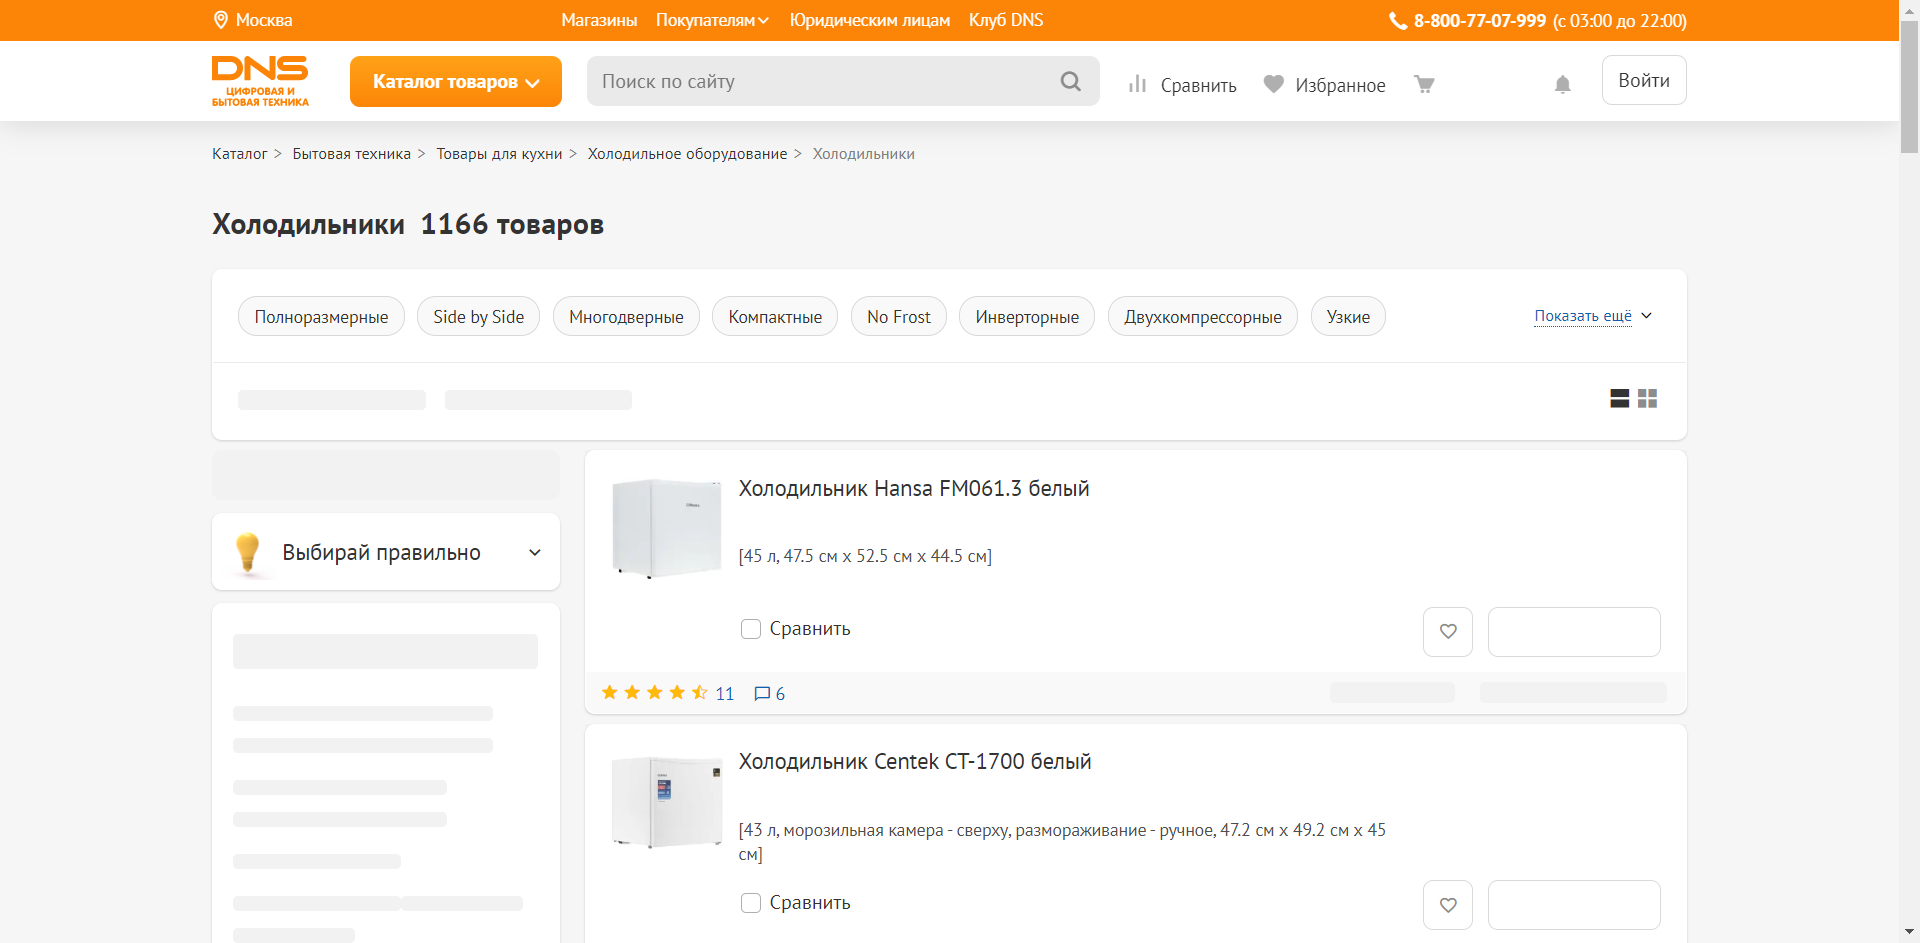 Москва
Магазины
Покупателям
Юридическим лицам
Клуб DNS
8-800-77-07-999 (с 03:00 до 22:00)
DNS
ЦИФРОВАЯ И
БЫТОВАЯ ТЕХНИКА
Каталог товаров
Поиск по сайту
Сравнить
Избранное
Войти
Каталог > Бытовая техника > Товары для кухни > Холодильное оборудование > Холодильники
Холодильники 1166 товаров
Полноразмерные
Side by Side
Многодверные
Компактные
No Frost
Инверторные
Двухкомпрессорные
Узкие
Показать ещё
Выбирай правильно
Холодильник Hansa FM061.3 белый
[45 л, 47.5 см x 52.5 см x 44.5 см]
Сравнить
11
6
Холодильник Centek CT-1700 белый
[43 л, морозильная камера - сверху, размораживание - ручное, 47.2 см x 49.2 см x 45
см]
Сравнить